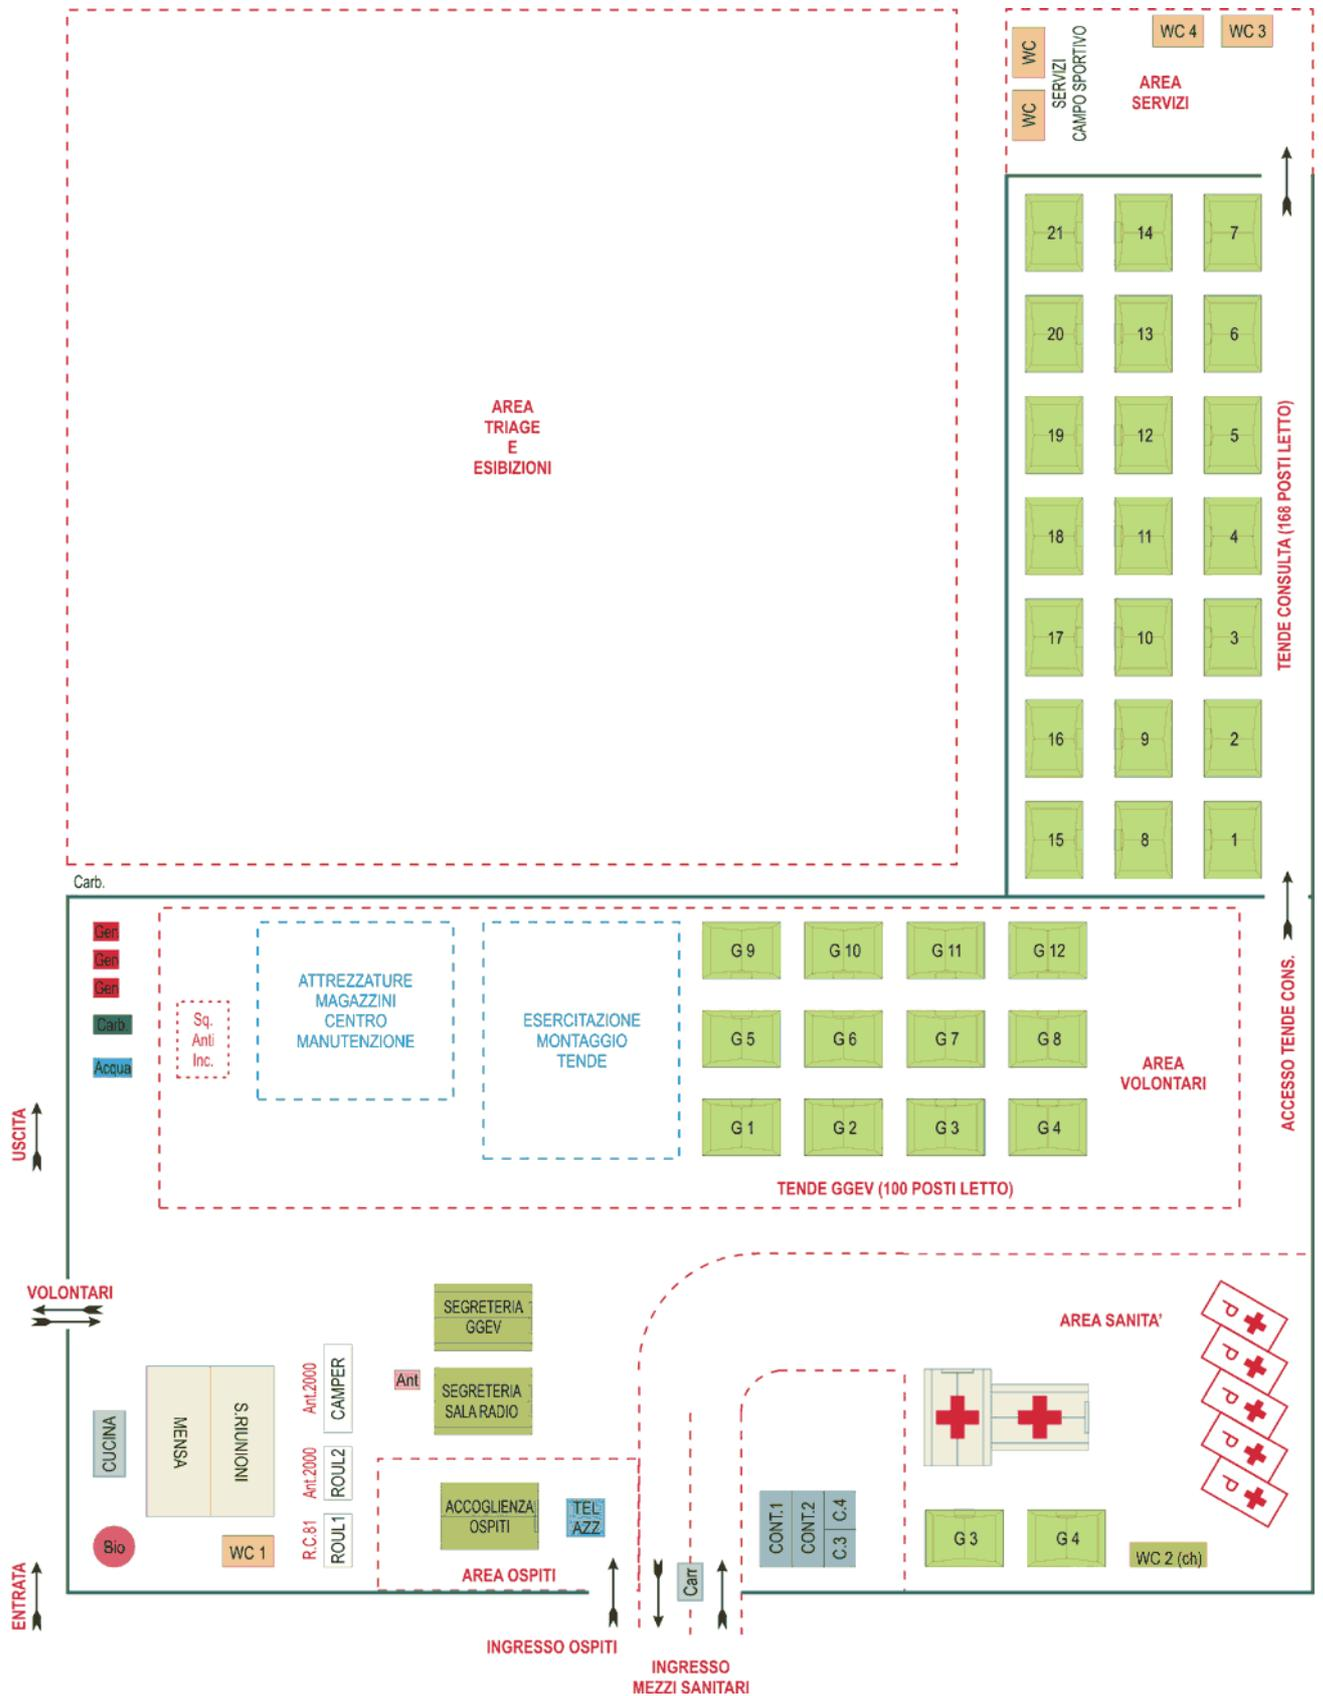 WC
WC
SERVIZI
CAMPO SPORTIVO
WC 4
WC 3
AREA
SERVIZI
21
14
7
20
13
6
19
12
5
18
11
4
17
10
3
16
9
2
15
8
1
TENDE CONSULTA (168 POSTI LETTO)
AREA
TRIAGE
E
ESIBIZIONI
Carb.
Gen
Gen
Gen
Carb.
Acqua
Sq.
Anti
Inc.
ATTREZZATURE
MAGAZZINI
CENTRO
MANUTENZIONE
ESERCITAZIONE
MONTAGGIO
TENDE
G 9
G 10
G 11
G 12
G 5
G 6
G 7
G 8
G 1
G 2
G 3
G 4
AREA
VOLONTARI
TENDE GGEV (100 POSTI LETTO)
ACCESSO TENDE CONS.
USCITA
VOLONTARI
ENTRATA
CUCINA
MENSA
S.RIUNIONI
Bio
WC 1
Ant.2000
CAMPER
Ant.2000
ROUL2
R.C.81
ROUL1
Ant
SEGRETERIA
GGEV
SEGRETERIA
SALA RADIO
ACCOGLIENZA
OSPITI
TEL
AZZ
AREA OSPITI
INGRESSO OSPITI
Carr
INGRESSO
MEZZI SANITARI
CONT.1
CONT.2
C.3
C.4
AREA SANITA'
P
P
P
P
P
G 3
G 4
WC 2 (ch)